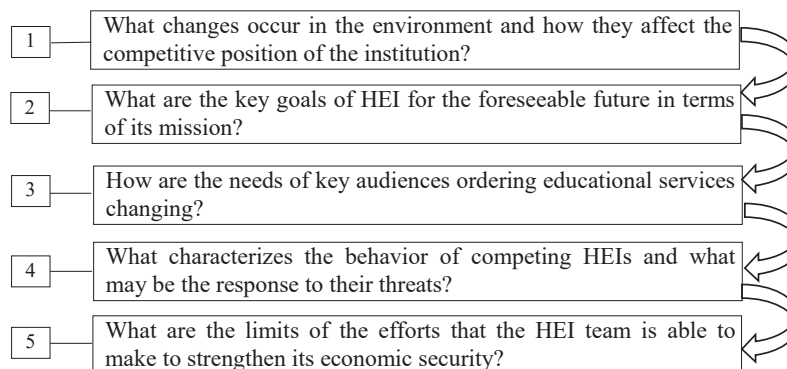 1
What changes occur in the environment and how they affect the
competitive position of the institution?
2
What are the key goals of HEI for the foreseeable future in terms
of its mission?
3
How are the needs of key audiences ordering educational services
changing?
4
What characterizes the behavior of competing HEIs and what
may be the response to their threats?
5
What are the limits of the efforts that the HEI team is able to
make to strengthen its economic security?